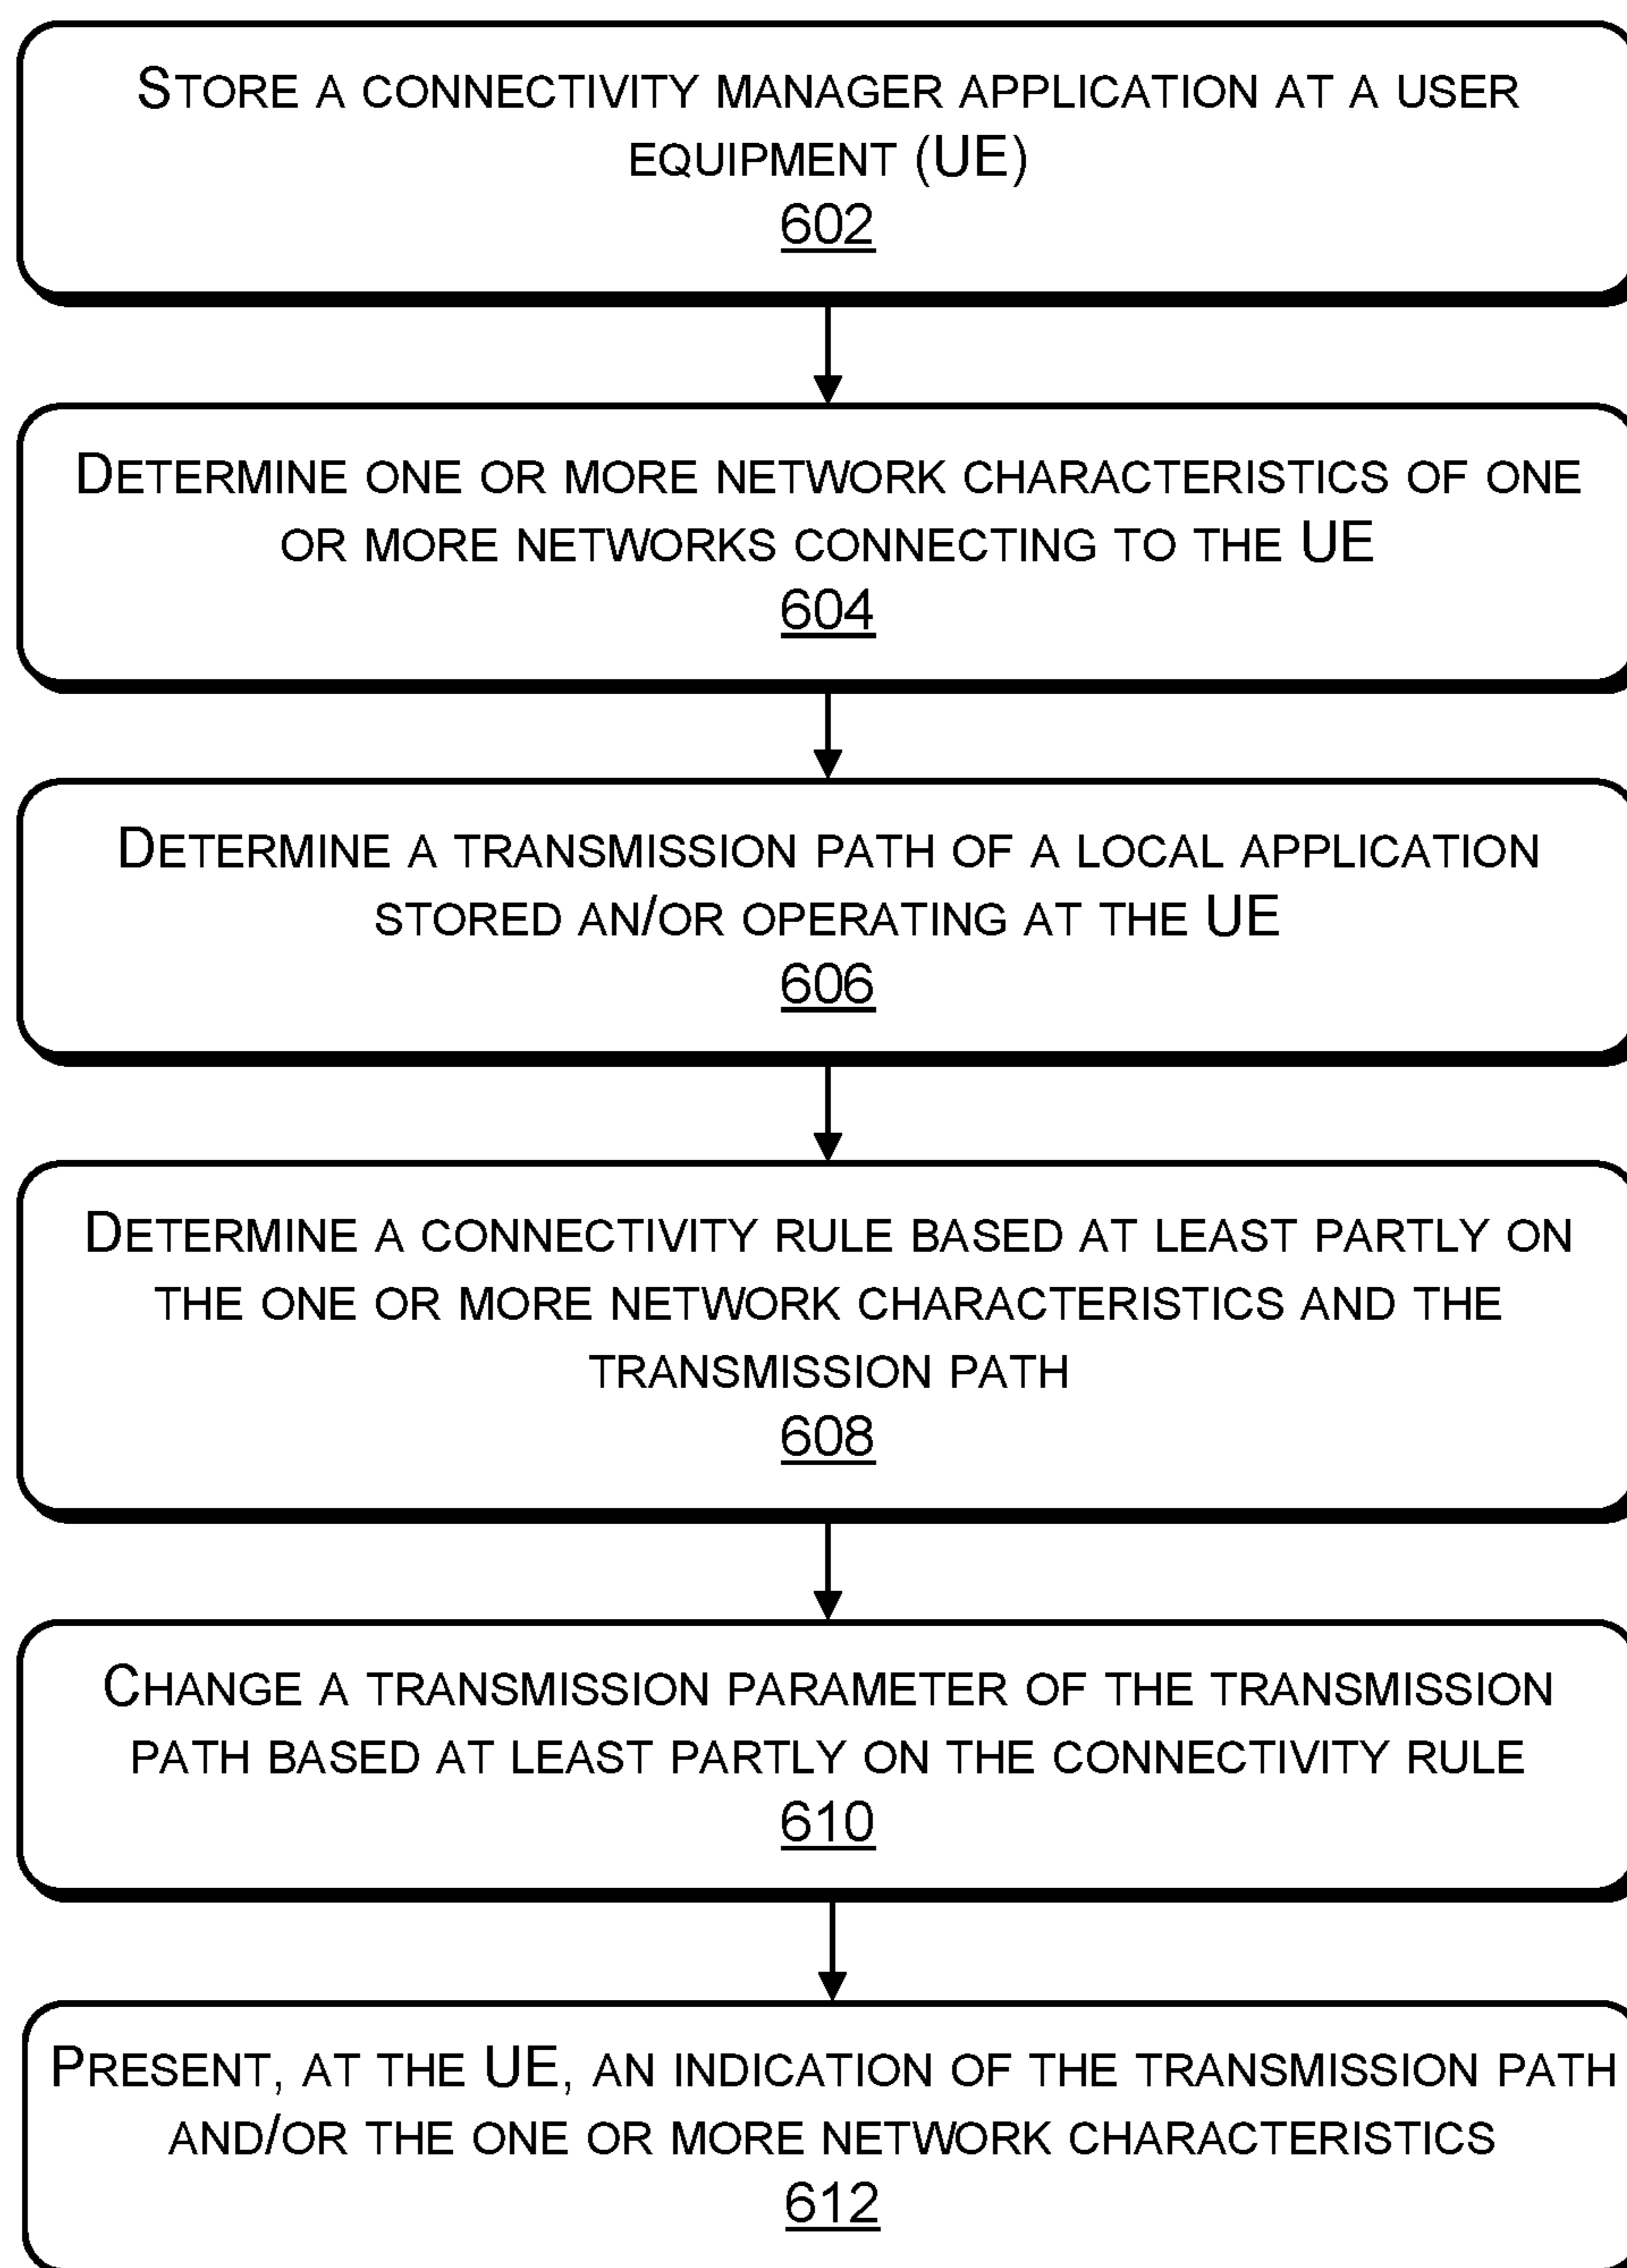 STORE A CONNECTIVITY MANAGER APPLICATION AT A USER
EQUIPMENT (UE)
602
DETERMINE ONE OR MORE NETWORK CHARACTERISTICS OF ONE
OR MORE NETWORKS CONNECTING TO THE UE
604
DETERMINE A TRANSMISSION PATH OF A LOCAL APPLICATION
STORED AN/OR OPERATING AT THE UE
606
DETERMINE A CONNECTIVITY RULE BASED AT LEAST PARTLY ON
THE ONE OR MORE NETWORK CHARACTERISTICS AND THE
TRANSMISSION PATH
608
CHANGE A TRANSMISSION PARAMETER OF THE TRANSMISSION
PATH BASED AT LEAST PARTLY ON THE CONNECTIVITY RULE
610
PRESENT, AT THE UE, AN INDICATION OF THE TRANSMISSION PATH
AND/OR THE ONE OR MORE NETWORK CHARACTERISTICS
612